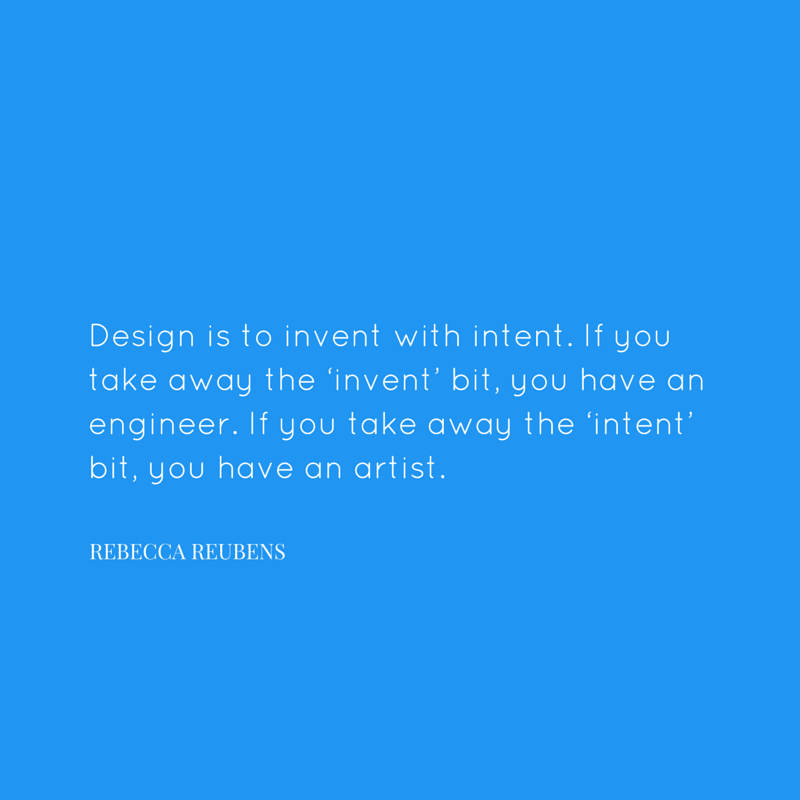 Design is to invent with intent. If you
take away the ‘invent’ bit, you have an
engineer. If you take away the ‘intent’
bit, you have an artist.
REBECCA REUBENS